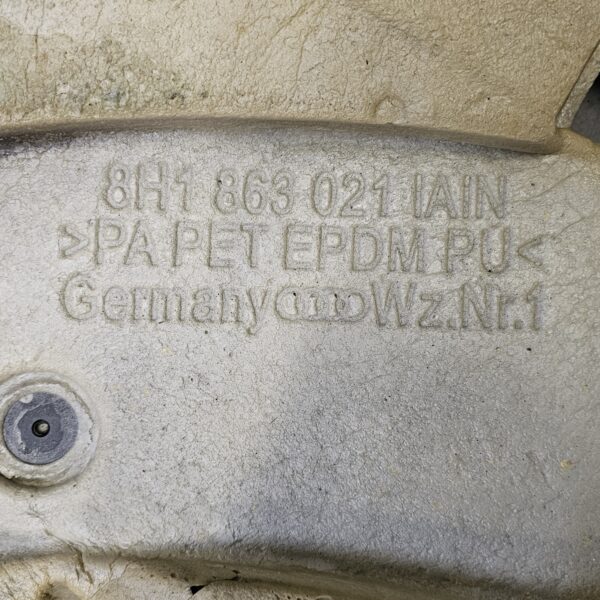 8H1 863 021 IAIN
>PA PET EPDM PU<
Germany Wz.Nr.1